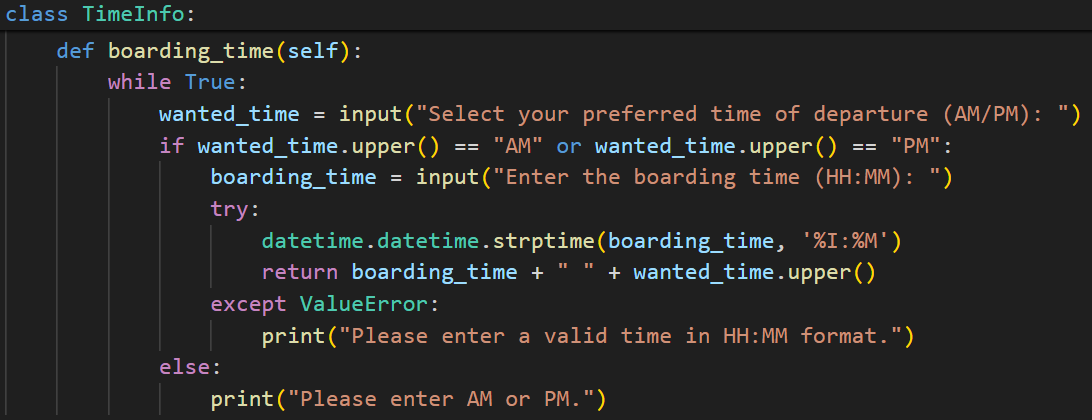 class TimeInfo:
    def boarding_time(self):
        while True:
            wanted_time = input("Select your preferred time of departure (AM/PM): ")
            if wanted_time.upper() == "AM" or wanted_time.upper() == "PM":
                boarding_time = input("Enter the boarding time (HH:MM): ")
                try:
                    datetime.datetime.strptime(boarding_time, '%I:%M')
                    return boarding_time + " " + wanted_time.upper()
                except ValueError:
                    print("Please enter a valid time in HH:MM format.")
            else:
                print("Please enter AM or PM.")